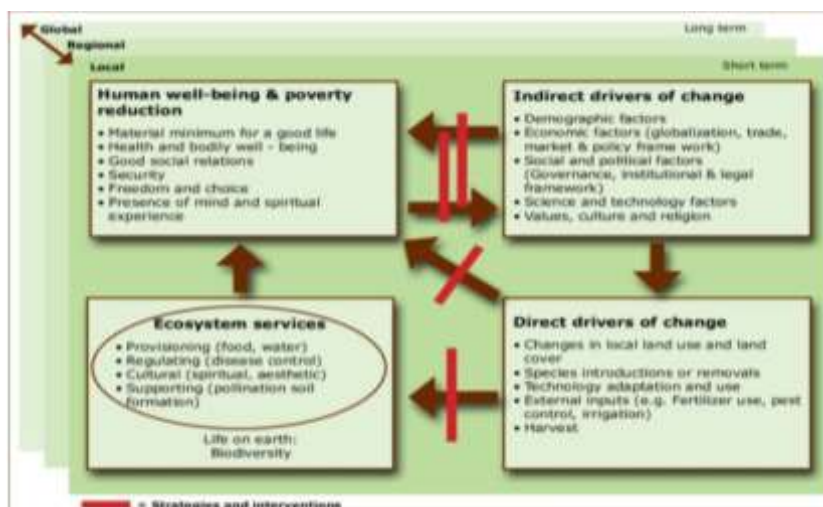 Global
Long term
Regional
Local
Short term
Human well-being & poverty
reduction
• Material minimum for a good life
• Health and bodily well - being
• Good social relations
• Security
• Freedom and choice
• Presence of mind and spiritual
experience
Indirect drivers of change
• Demographic factors
• Economic factors (globalization, trade,
market & policy frame work)
• Social and political factors
(Governance, institutional & legal
framework)
• Science and technology factors
• Values, culture and religion
Ecosystem services
• Provisioning (food, water)
• Regulating (disease control)
• Cultural (spiritual, aesthetic)
• Supporting (pollination soil
formation)
Life on earth:
Biodiversity
Direct drivers of change
• Changes in local land use and land
cover
• Species introductions or removals
• Technology adaptation and use
• External inputs (e.g. Fertilizer use, pest
control, irrigation)
• Harvest
= Strategies and interventions